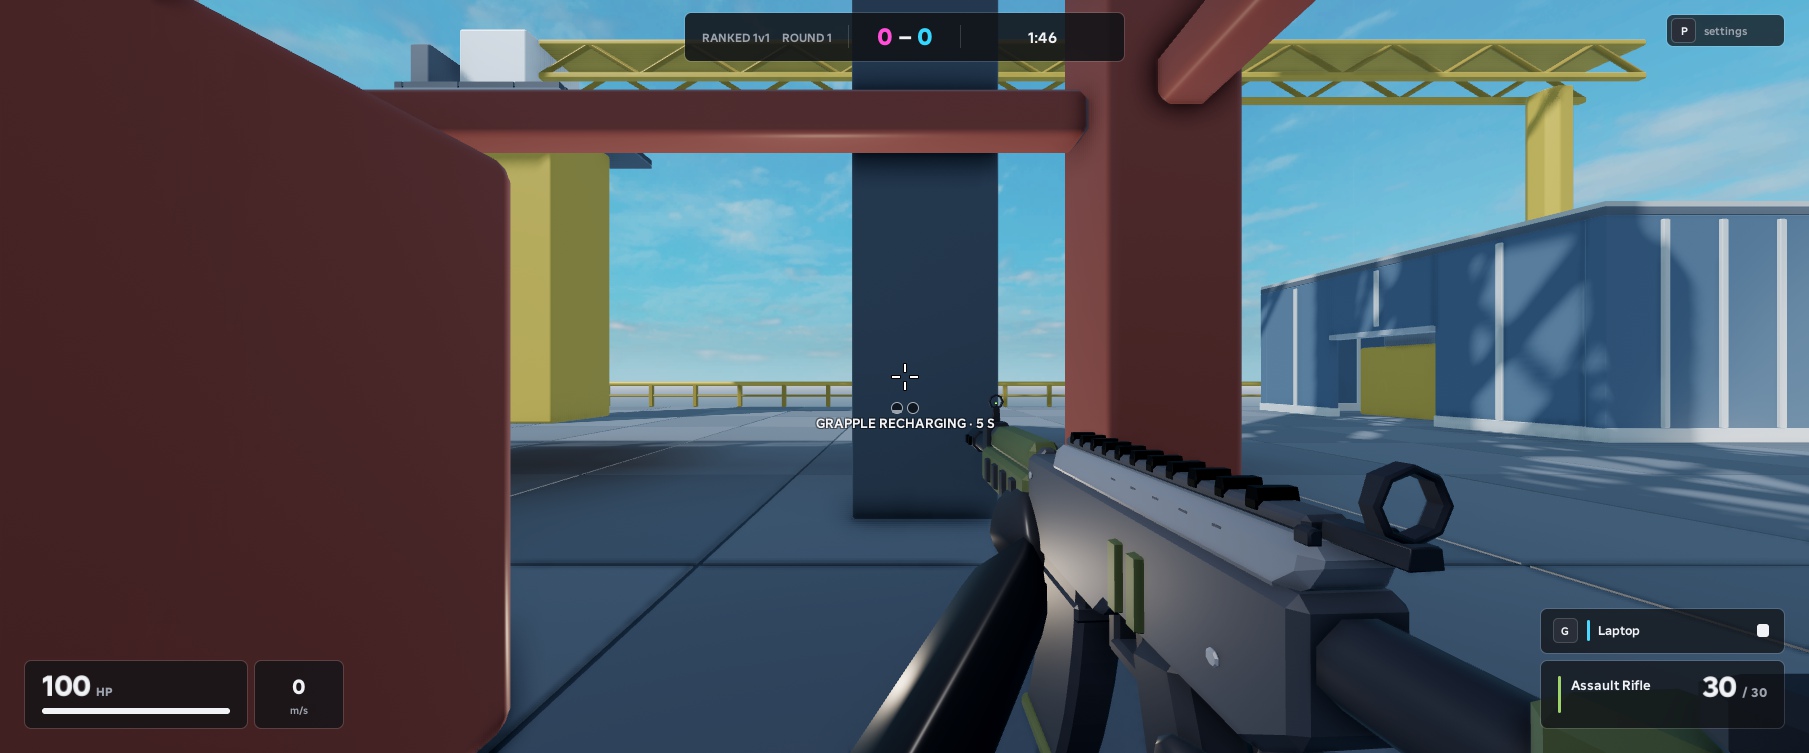 RANKED 1v1 ROUND 1 0 – 0 1:46
P settings
GRAPPLE RECHARGING · 5 S
G Laptop
100 HP
0
m/s
Assault Rifle 30 / 30